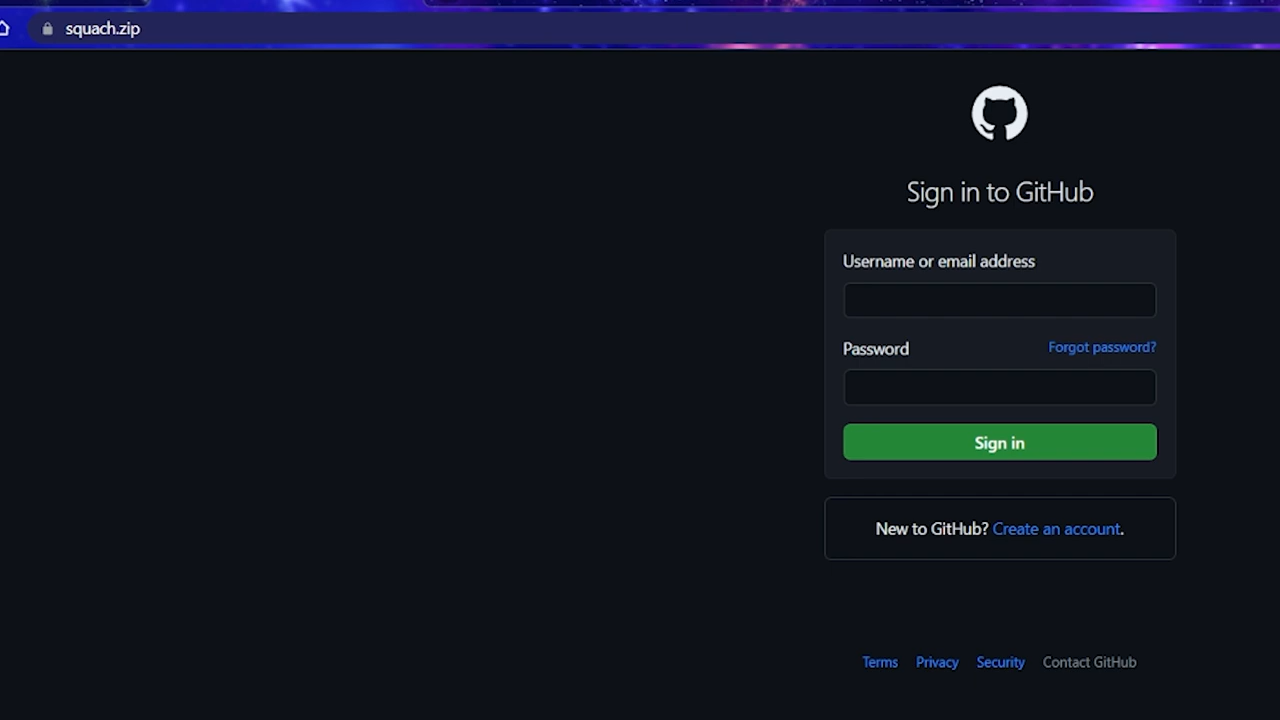 squach.zip
Sign in to GitHub
Username or email address
Password Forgot password?
Sign in
New to GitHub? Create an account.
Terms Privacy Security Contact GitHub